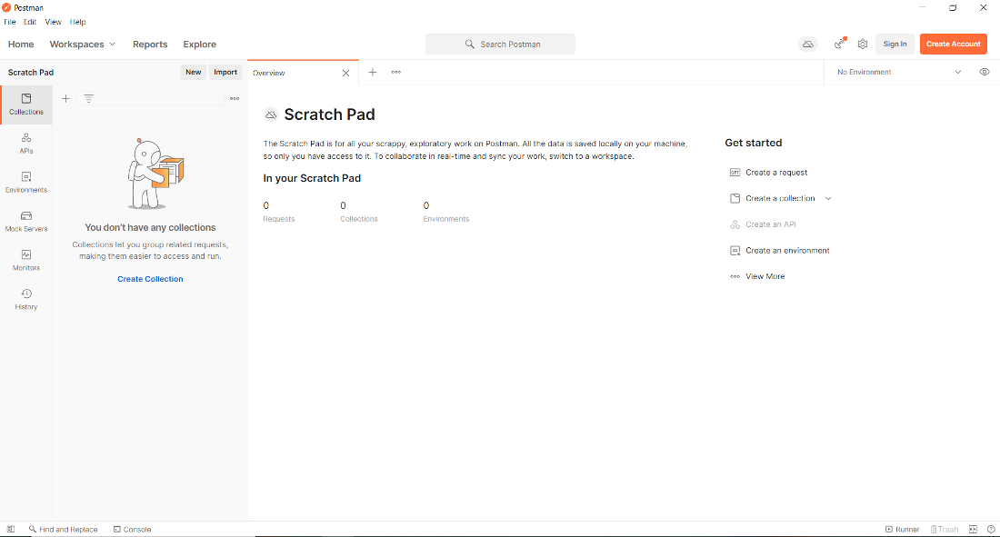 Postman
File Edit View Help
Home Workspaces Reports Explore
Search Postman
Sign In
Create Account
Scratch Pad
New
Import
Overview
No Environment
Collections
APIs
Environments
Mock Servers
Monitors
History
You don’t have any collections
Collections let you group related requests,
making them easier to access and run.
Create Collection
Scratch Pad
The Scratch Pad is for all your scrappy, exploratory work on Postman. All the data is saved locally on your machine,
so only you have access to it. To collaborate in real-time and sync your work, switch to a workspace.
In your Scratch Pad
0 0 0
Requests Collections Environments
Get started
GET Create a request
Create a collection
Create an API
Create an environment
View More
Find and Replace Console
Runner Trash